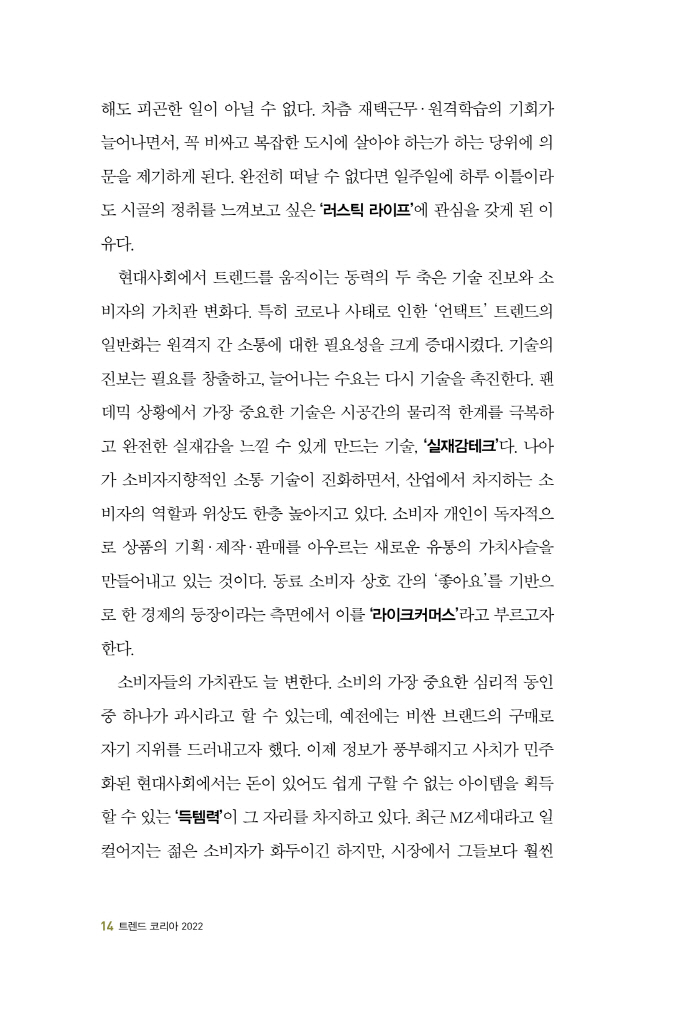 해도 피곤한 일이 아닐 수 없다. 차츰 재택근무·원격학습의 기회가
늘어나면서, 꼭 비싸고 복잡한 도시에 살아야 하는가 하는 당위에 의
문을 제기하게 된다. 완전히 떠날 수 없다면 일주일에 하루 이틀이라
도 시골의 정취를 느껴보고 싶은 ‘러스틱 라이프’에 관심을 갖게 된 이
유다.
현대사회에서 트렌드를 움직이는 동력의 두 축은 기술 진보와 소
비자의 가치관 변화다. 특히 코로나 사태로 인한 ‘언택트’ 트렌드의
일반화는 원격지 간 소통에 대한 필요성을 크게 증대시켰다. 기술의
진보는 필요를 창출하고, 늘어나는 수요는 다시 기술을 촉진한다. 팬
데믹 상황에서 가장 중요한 기술은 시공간의 물리적 한계를 극복하
고 완전한 실재감을 느낄 수 있게 만드는 기술, ‘실재감테크’다. 나아
가 소비자지향적인 소통 기술이 진화하면서, 산업에서 차지하는 소
비자의 역할과 위상도 한층 높아지고 있다. 소비자 개인이 독자적으
로 상품의 기획·제작·판매를 아우르는 새로운 유통의 가치사슬을
만들어내고 있는 것이다. 동료 소비자 상호 간의 ‘좋아요’를 기반으
로 한 경제의 등장이라는 측면에서 이를 ‘라이크커머스’라고 부르고자
한다.
소비자들의 가치관도 늘 변한다. 소비의 가장 중요한 심리적 동인
중 하나가 과시라고 할 수 있는데, 예전에는 비싼 브랜드의 구매로
자기 지위를 드러내고자 했다. 이제 정보가 풍부해지고 사치가 민주
화된 현대사회에서는 돈이 있어도 쉽게 구할 수 없는 아이템을 획득
할 수 있는 ‘득템력’이 그 자리를 차지하고 있다. 최근 MZ세대라고 일
컬어지는 젊은 소비자가 화두이긴 하지만, 시장에서 그들보다 훨씬
14 트렌드 코리아 2022